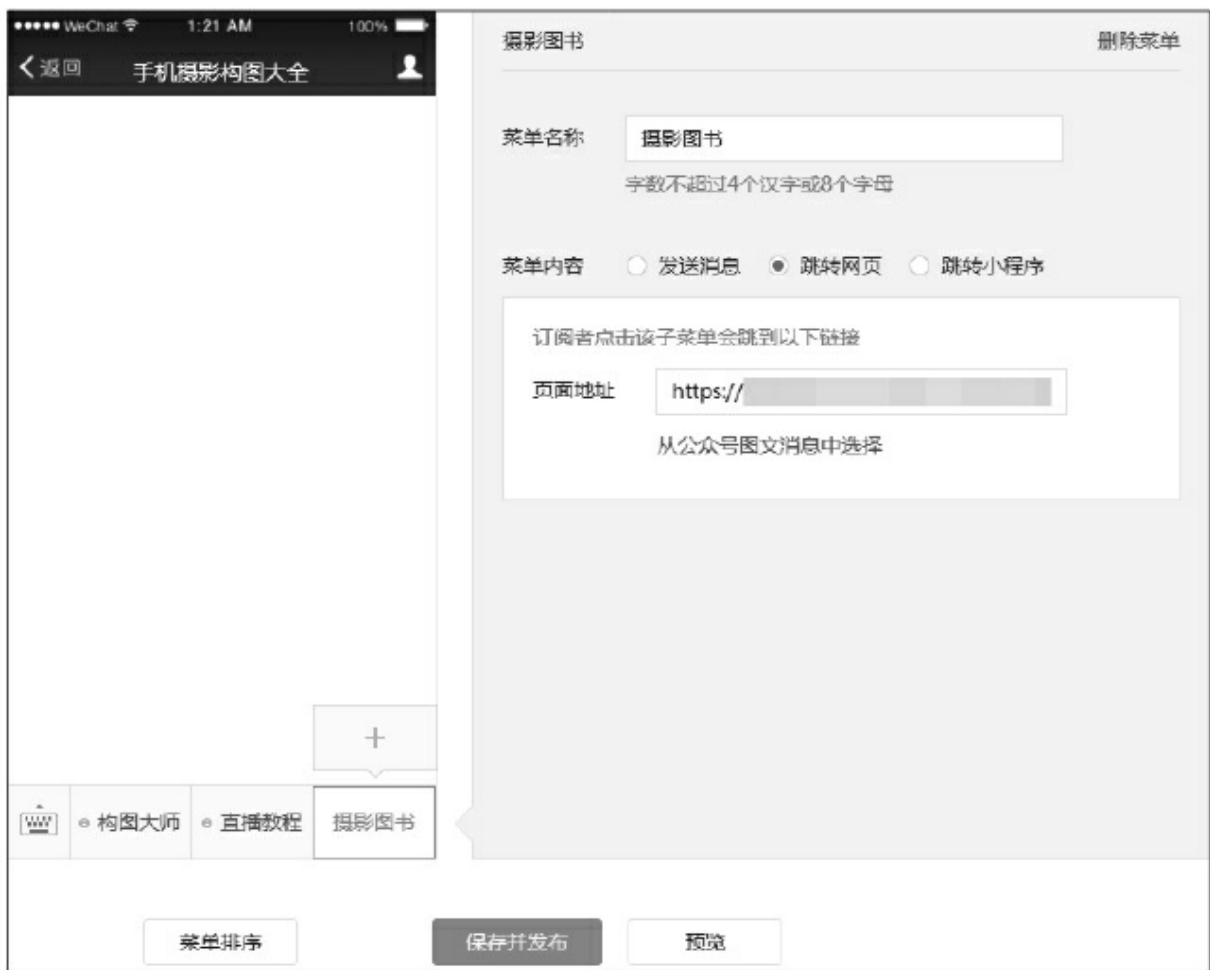 WeChat 1:21 AM 100%
返回 手机摄影构图大全
摄影图书 删除菜单
菜单名称 摄影图书
字数不超过4个汉字或8个字母
菜单内容 发送消息 跳转网页 跳转小程序
订阅者点击该子菜单会跳到以下链接
页面地址 https://
从公众号图文消息中选择
+
构图大师 直播教程 摄影图书
菜单排序 保存并发布 预览